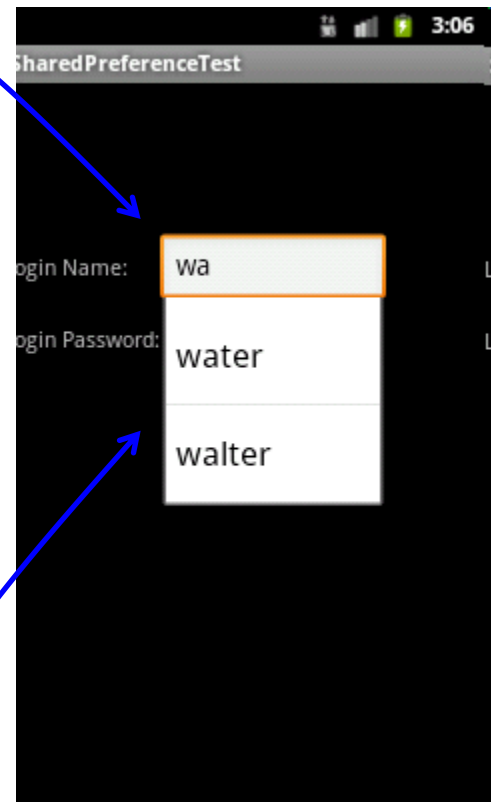 3:06
SharedPreferenceTest
ogin Name: wa L
ogin Password: L
water
walter